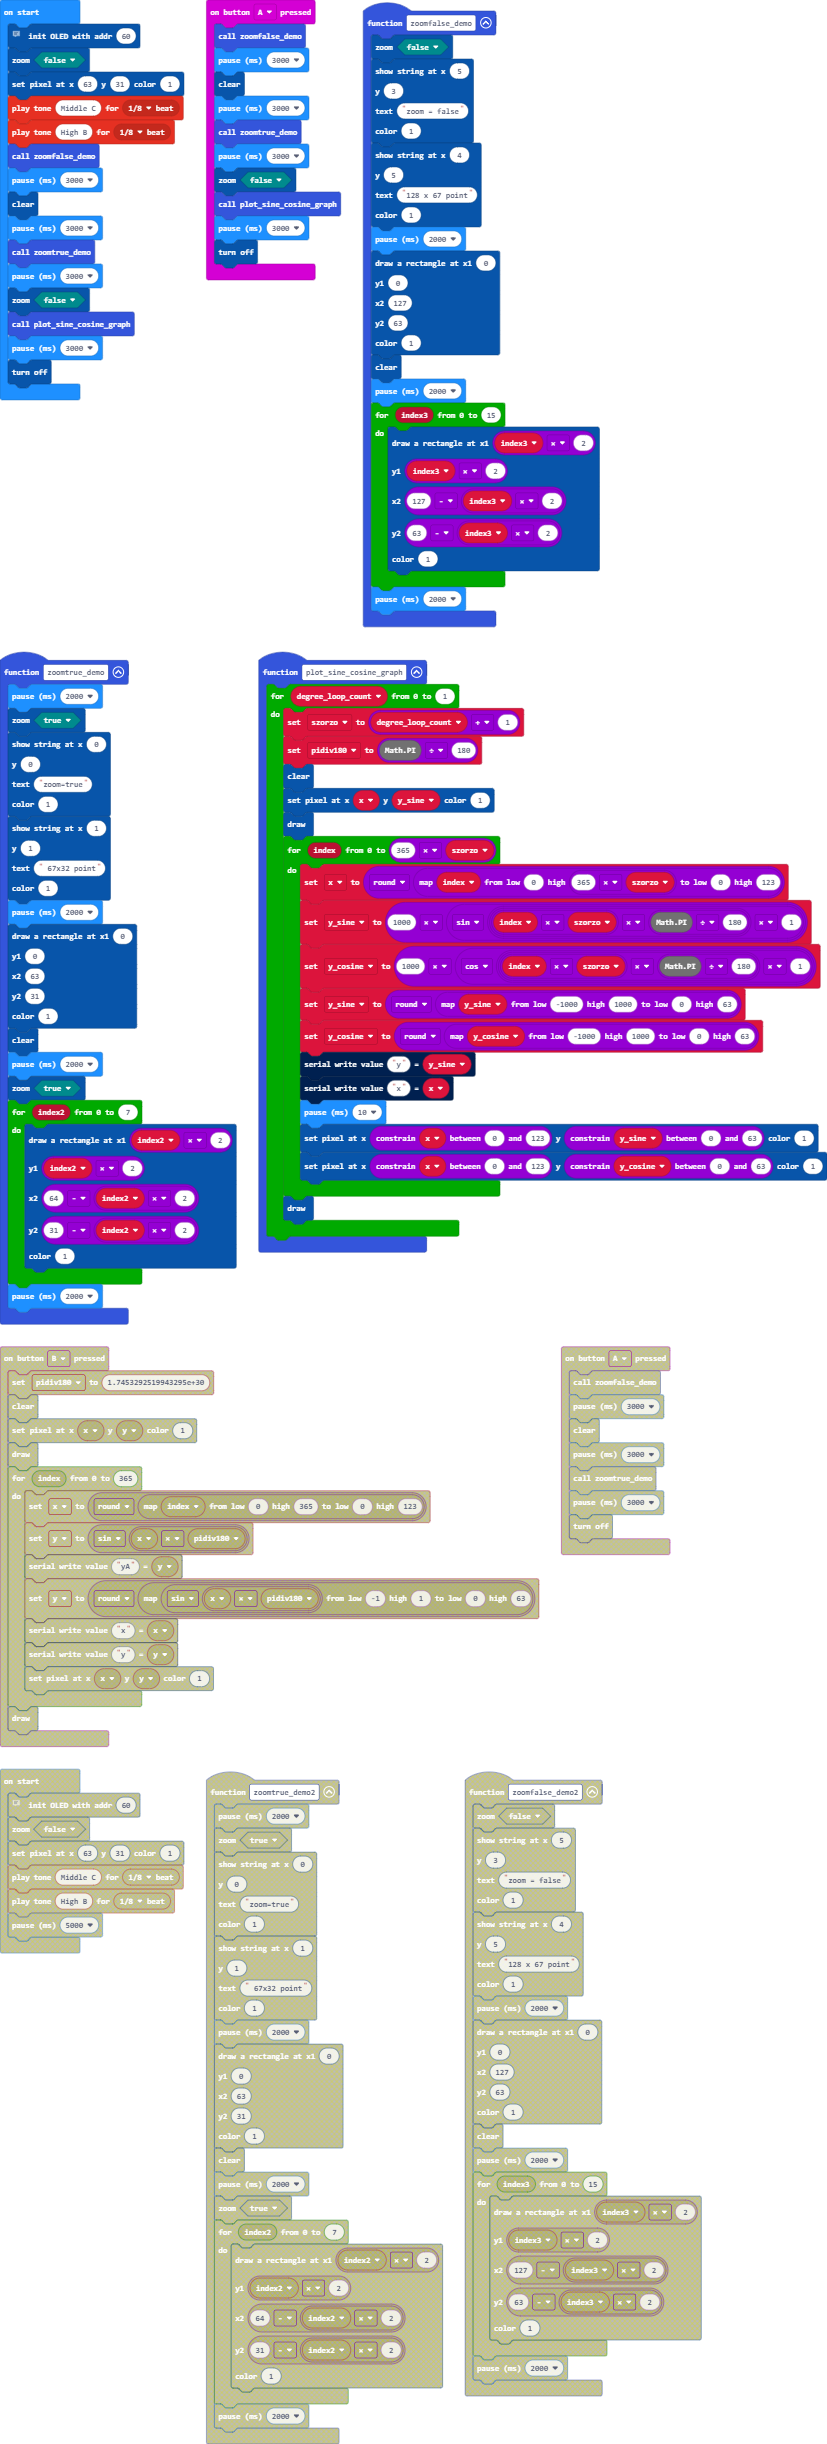 on start
init OLED with addr 60
zoom false
set pixel at x 63 y 31 color 1
play tone Middle C for 1/8 beat
play tone High B for 1/8 beat
call zoomfalse_demo
pause (ms) 3000
clear
pause (ms) 3000
call zoomtrue_demo
pause (ms) 3000
zoom false
call plot_sine_cosine_graph
pause (ms) 3000
turn off
on button A pressed
call zoomfalse_demo
pause (ms) 3000
clear
pause (ms) 3000
call zoomtrue_demo
pause (ms) 3000
zoom false
call plot_sine_cosine_graph
pause (ms) 3000
turn off
function zoomfalse_demo
zoom false
show string at x 5
y 3
text "zoom = false"
color 1
show string at x 4
y 5
text "128 x 67 point"
color 1
pause (ms) 2000
draw a rectangle at x1 0
y1 0
x2 127
y2 63
color 1
clear
pause (ms) 2000
for index3 from 0 to 15
do
draw a rectangle at x1 index3 × 2
y1 index3 × 2
x2 127 - index3 × 2
y2 63 - index3 × 2
color 1
pause (ms) 2000
function zoomtrue_demo
pause (ms) 2000
zoom true
show string at x 0
y 0
text "zoom=true"
color 1
show string at x 1
y 1
text " 67x32 point"
color 1
pause (ms) 2000
draw a rectangle at x1 0
y1 0
x2 63
y2 31
color 1
clear
pause (ms) 2000
zoom true
for index2 from 0 to 7
do
draw a rectangle at x1 index2 × 2
y1 index2 × 2
x2 64 - index2 × 2
y2 31 - index2 × 2
color 1
pause (ms) 2000
function plot_sine_cosine_graph
for degree_loop_count from 0 to 1
do
set szorzo to degree_loop_count ÷ 1
set pidiv180 to Math.PI ÷ 180
clear
set pixel at x x y y_sine color 1
draw
for index from 0 to 365 × szorzo
do
set x to round map index from low 0 high 365 × szorzo to low 0 high 123
set y_sine to 1000 × sin index × szorzo × Math.PI ÷ 180 × 1
set y_cosine to 1000 × cos index × szorzo × Math.PI ÷ 180 × 1
set y_sine to round map y_sine from low -1000 high 1000 to low 0 high 63
set y_cosine to round map y_cosine from low -1000 high 1000 to low 0 high 63
serial write value "y" = y_sine
serial write value "x" = x
pause (ms) 10
set pixel at x constrain x between 0 and 123 y constrain y_sine between 0 and 63 color 1
set pixel at x constrain x between 0 and 123 y constrain y_cosine between 0 and 63 color 1
draw
on button B pressed
set pidiv180 to 1.7453292519943295e+30
clear
set pixel at x x y y color 1
draw
for index from 0 to 365
do
set x to round map index from low 0 high 365 to low 0 high 123
set y to sin x × pidiv180
serial write value "yA" = y
set y to round map sin x × pidiv180 from low -1 high 1 to low 0 high 63
serial write value "x" = x
serial write value "y" = y
set pixel at x x y y color 1
draw
on button A pressed
call zoomfalse_demo
pause (ms) 3000
clear
pause (ms) 3000
call zoomtrue_demo
pause (ms) 3000
turn off
on start
init OLED with addr 60
zoom false
set pixel at x 63 y 31 color 1
play tone Middle C for 1/8 beat
play tone High B for 1/8 beat
pause (ms) 5000
function zoomtrue_demo2
pause (ms) 2000
zoom true
show string at x 0
y 0
text "zoom=true"
color 1
show string at x 1
y 1
text " 67x32 point"
color 1
pause (ms) 2000
draw a rectangle at x1 0
y1 0
x2 63
y2 31
color 1
clear
pause (ms) 2000
zoom true
for index2 from 0 to 7
do
draw a rectangle at x1 index2 × 2
y1 index2 × 2
x2 64 - index2 × 2
y2 31 - index2 × 2
color 1
pause (ms) 2000
function zoomfalse_demo2
zoom false
show string at x 5
y 3
text "zoom = false"
color 1
show string at x 4
y 5
text "128 x 67 point"
color 1
pause (ms) 2000
draw a rectangle at x1 0
y1 0
x2 127
y2 63
color 1
clear
pause (ms) 2000
for index3 from 0 to 15
do
draw a rectangle at x1 index3 × 2
y1 index3 × 2
x2 127 - index3 × 2
y2 63 - index3 × 2
color 1
pause (ms) 2000